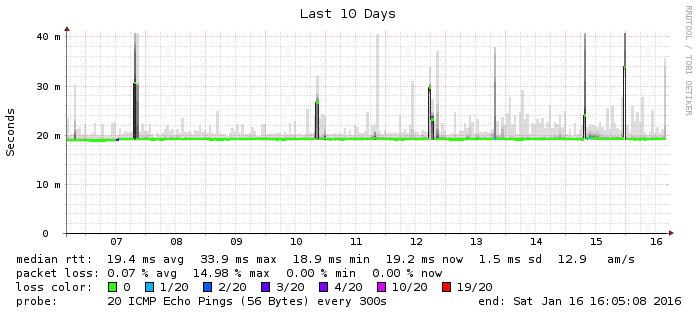 Last 10 Days
RRDTOOL / TOBI OETIKER
Seconds
40 m
30 m
20 m
10 m
0
07 08 09 10 11 12 13 14 15 16
median rtt: 19.4 ms avg 33.9 ms max 18.9 ms min 19.2 ms now 1.5 ms sd 12.9 am/s
packet loss: 0.07 % avg 14.98 % max 0.00 % min 0.00 % now
loss color: 0 1/20 2/20 3/20 4/20 10/20 19/20
probe: 20 ICMP Echo Pings (56 Bytes) every 300s end: Sat Jan 16 16:05:08 2016